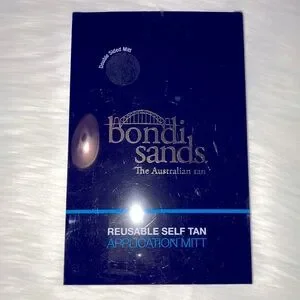 Double Sided Mitt
bondi
sands
The Australian tan
REUSABLE SELF TAN
APPLICATION MITT